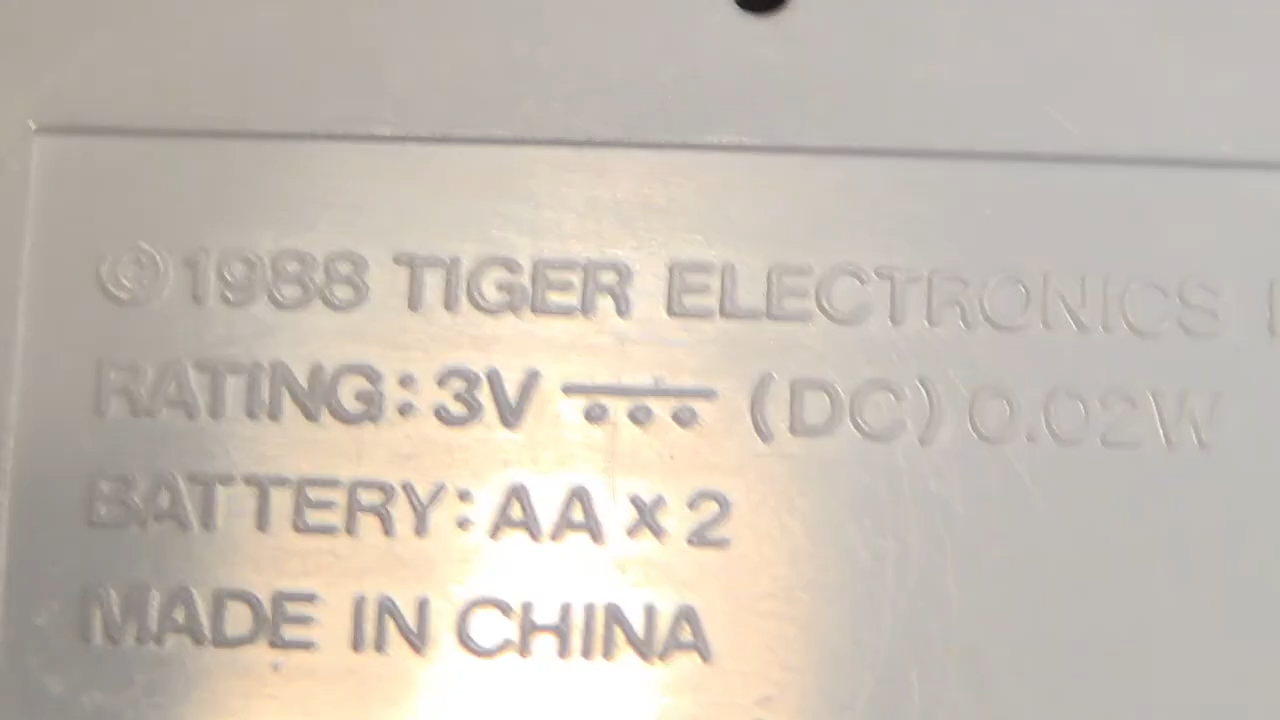 ©1988 TIGER ELECTRONICS
RATING: 3V ⎓ (DC) 0.02W
BATTERY: AA x 2
MADE IN CHINA